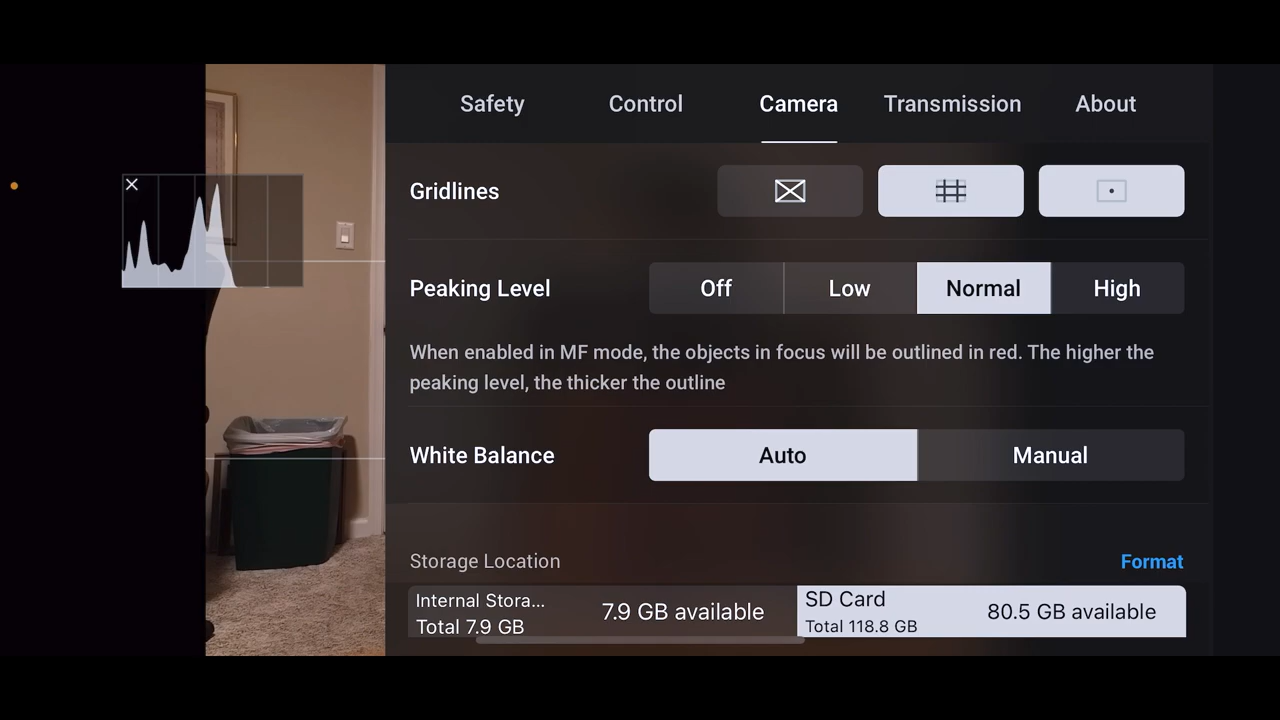 Safety Control Camera Transmission About
Gridlines
Peaking Level Off Low Normal High
When enabled in MF mode, the objects in focus will be outlined in red. The higher the
peaking level, the thicker the outline
White Balance Auto Manual
Storage Location Format
Internal Stora... 7.9 GB available SD Card 80.5 GB available
Total 7.9 GB Total 118.8 GB